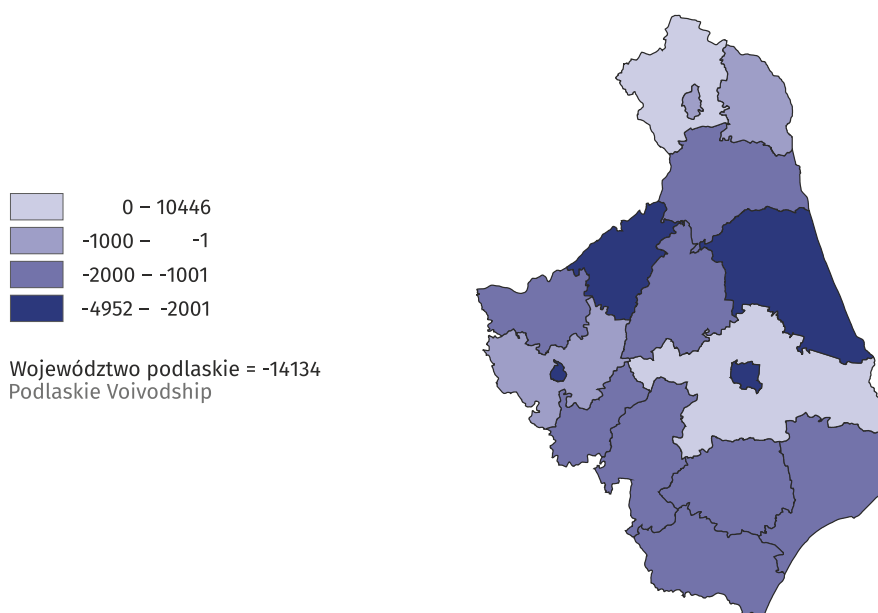 0 – 10446
-1000 – -1
-2000 – -1001
-4952 – -2001
Województwo podlaskie = -14134
Podlaskie Voivodship